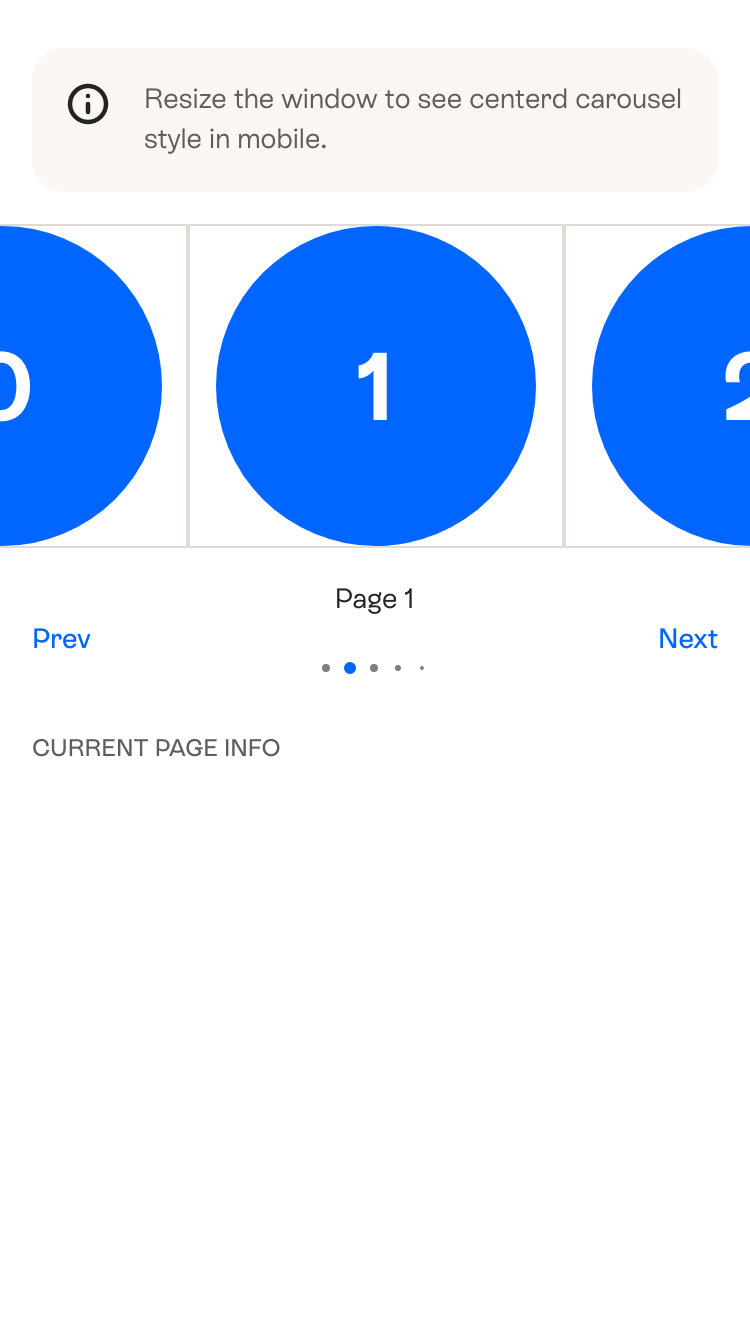 Resize the window to see centerd carousel
style in mobile.
0 1 2
Page 1
Prev Next
CURRENT PAGE INFO